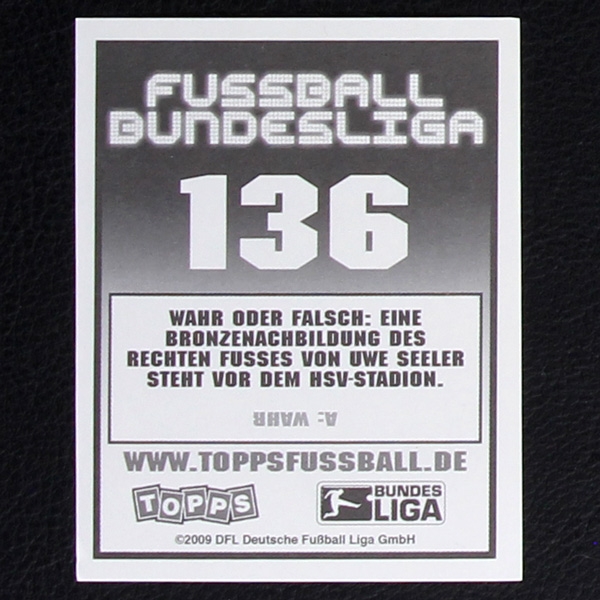 FUSSBALL
BUNDESLIGA
136
WAHR ODER FALSCH: EINE
BRONZENACHBILDUNG DES
RECHTEN FUSSES VON UWE SEELER
STEHT VOR DEM HSV-STADION.
A: WAHR
WWW.TOPPSFUSSBALL.DE
TOPPS
BUNDES
LIGA
©2009 DFL Deutsche Fußball Liga GmbH